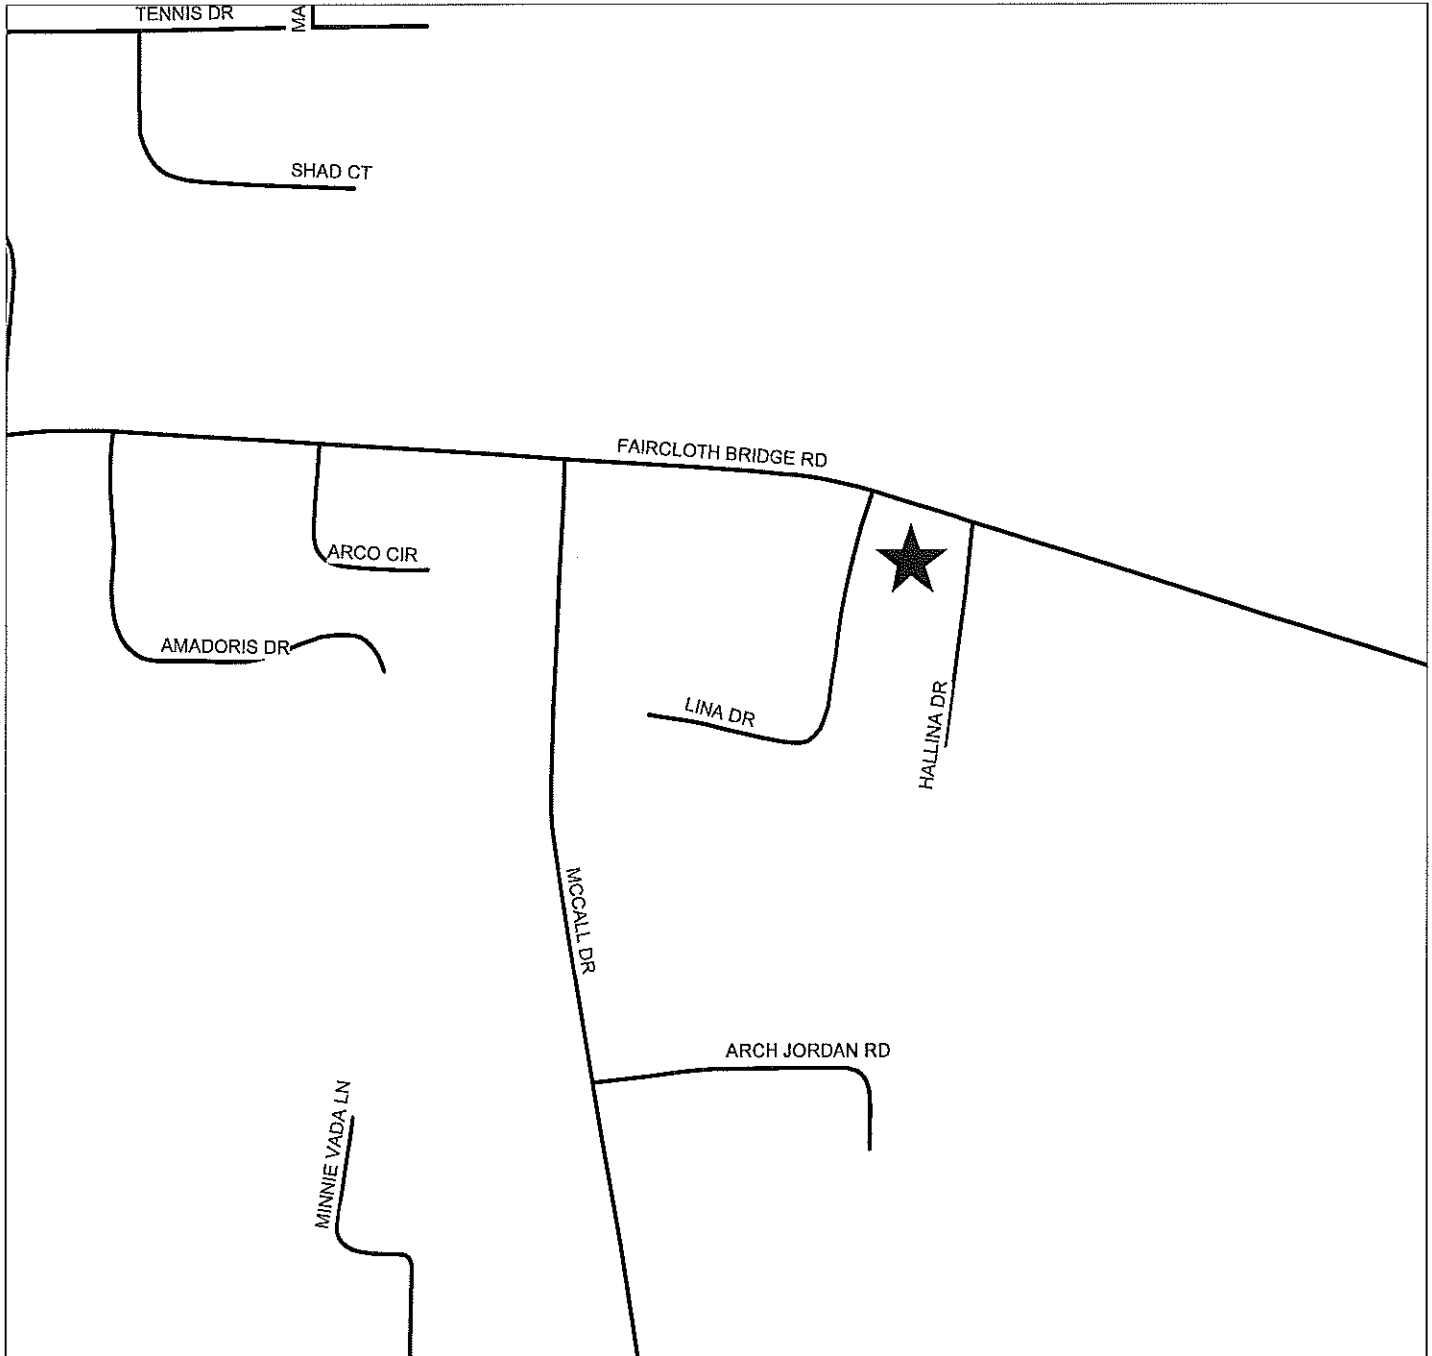 TENNIS DR
MA
SHAD CT
FAIRCLOTH BRIDGE RD
ARCO CIR
AMADORIS DR
LINA DR
HALLINA DR
MCCALL DR
ARCH JORDAN RD
MINNIE VADA LN